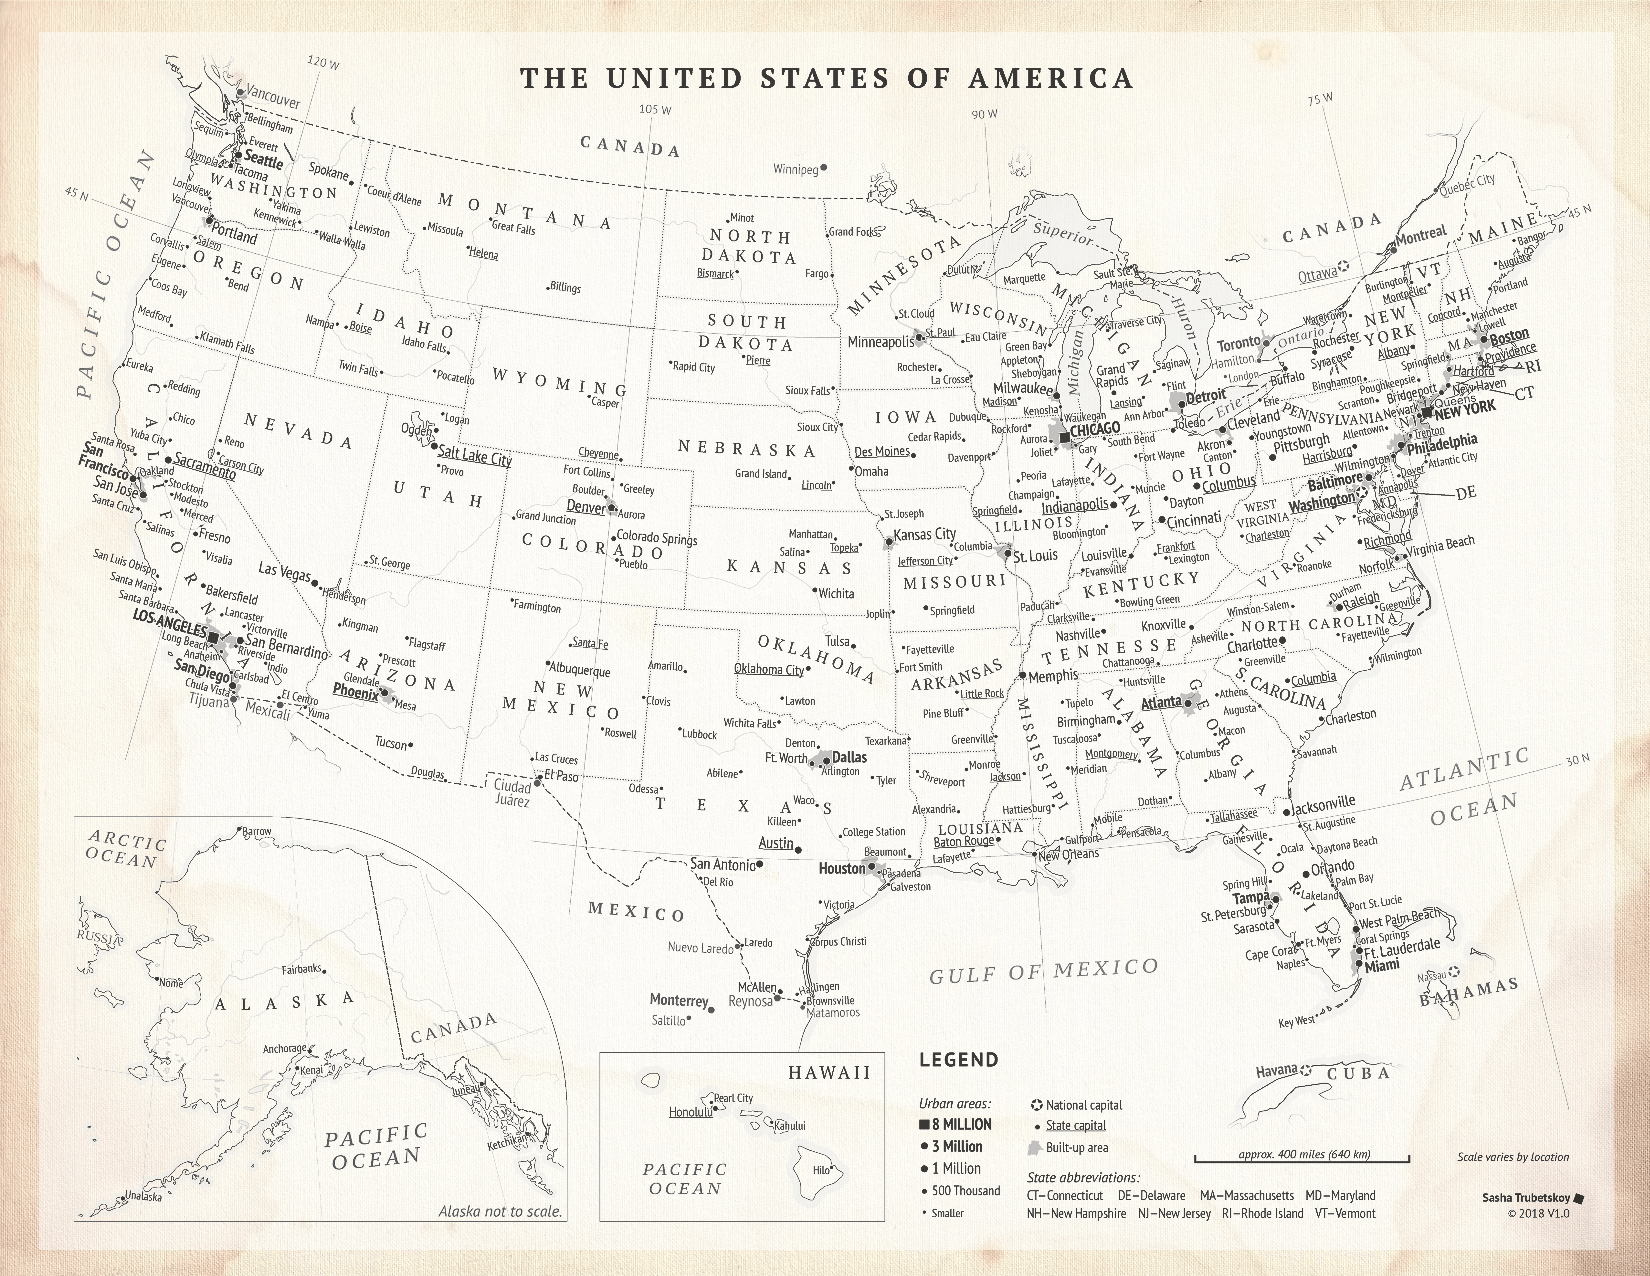 THE UNITED STATES OF AMERICA
120 W
105 W
90 W
75 W
45 N
45 N
30 N
CANADA
CANADA
PACIFIC OCEAN
ATLANTIC
OCEAN
GULF OF MEXICO
MEXICO
BAHAMAS
Nassau
CUBA
Havana
Vancouver
Winnipeg
Quebec City
Montreal
Ottawa
Toronto
Hamilton
London
Superior
Michigan
Huron
Erie
Ontario
WASHINGTON
Bellingham
Sequim
Everett
Seattle
Olympia
Tacoma
Spokane
Longview
Vancouver
Yakima
Kennewick
Walla Walla
OREGON
Portland
Salem
Corvallis
Eugene
Bend
Coos Bay
Medford
Klamath Falls
IDAHO
Coeur d'Alene
Lewiston
Nampa
Boise
Idaho Falls
Twin Falls
Pocatello
MONTANA
Missoula
Great Falls
Helena
Billings
NORTH
DAKOTA
Minot
Grand Forks
Bismarck
Fargo
SOUTH
DAKOTA
Rapid City
Pierre
Sioux Falls
MINNESOTA
Duluth
St. Cloud
St. Paul
Minneapolis
Rochester
WISCONSIN
Eau Claire
Green Bay
Appleton
Sheboygan
La Crosse
Milwaukee
Madison
Kenosha
MICHIGAN
Marquette
Sault Ste.
Marie
Traverse City
Grand
Rapids
Saginaw
Flint
Lansing
Detroit
Ann Arbor
WYOMING
Casper
Cheyenne
NEVADA
Reno
Carson City
Las Vegas
Henderson
UTAH
Logan
Ogden
Salt Lake City
Provo
St. George
COLORADO
Fort Collins
Greeley
Boulder
Denver
Aurora
Grand Junction
Colorado Springs
Pueblo
CALIFORNIA
Eureka
Redding
Chico
Yuba City
Santa Rosa
San
Francisco
Sacramento
Oakland
San Jose
Stockton
Modesto
Santa Cruz
Merced
Salinas
Fresno
Visalia
San Luis Obispo
Santa Maria
Bakersfield
Santa Barbara
Lancaster
Victorville
LOS ANGELES
San Bernardino
Long Beach
Riverside
Anaheim
Indio
San Diego
Carlsbad
Chula Vista
El Centro
Tijuana
Mexicali
ARIZONA
Kingman
Flagstaff
Prescott
Glendale
Phoenix
Mesa
Yuma
Tucson
Douglas
NEW
MEXICO
Farmington
Santa Fe
Albuquerque
Clovis
Roswell
Las Cruces
NEBRASKA
Grand Island
Lincoln
Omaha
KANSAS
Manhattan
Salina
Topeka
Wichita
OKLAHOMA
Tulsa
Oklahoma City
Lawton
TEXAS
Amarillo
Lubbock
Wichita Falls
Denton
Ft. Worth
Dallas
Arlington
Texarkana
Abilene
Tyler
El Paso
Odessa
Waco
Killeen
College Station
Austin
Beaumont
San Antonio
Houston
Pasadena
Galveston
Del Rio
Victoria
Laredo
Corpus Christi
McAllen
Harlingen
Brownsville
Ciudad
Juárez
Nuevo Laredo
Monterrey
Reynosa
Saltillo
Matamoros
IOWA
Dubuque
Sioux City
Cedar Rapids
Des Moines
Davenport
MISSOURI
St. Joseph
Kansas City
Columbia
Jefferson City
St. Louis
Joplin
Springfield
ARKANSAS
Fayetteville
Fort Smith
Little Rock
Pine Bluff
LOUISIANA
Shreveport
Monroe
Alexandria
Baton Rouge
Lafayette
New Orleans
ILLINOIS
Rockford
Waukegan
CHICAGO
Aurora
Joliet
Peoria
Champaign
Springfield
INDIANA
Gary
South Bend
Fort Wayne
Lafayette
Muncie
Indianapolis
Bloomington
Evansville
OHIO
Toledo
Cleveland
Akron
Canton
Youngstown
Columbus
Dayton
Cincinnati
KENTUCKY
Louisville
Frankfort
Lexington
Paducah
Bowling Green
TENNESSEE
Clarksville
Nashville
Knoxville
Chattanooga
Memphis
MISSISSIPPI
Tupelo
Greenville
Jackson
Meridian
Hattiesburg
Gulfport
ALABAMA
Huntsville
Birmingham
Tuscaloosa
Montgomery
Dothan
Mobile
GEORGIA
Atlanta
Athens
Augusta
Macon
Columbus
Savannah
Albany
FLORIDA
Pensacola
Tallahassee
Jacksonville
St. Augustine
Gainesville
Ocala
Daytona Beach
Orlando
Spring Hill
Palm Bay
Tampa
Lakeland
St. Petersburg
Port St. Lucie
Sarasota
West Palm Beach
Coral Springs
Cape Coral
Ft. Myers
Ft. Lauderdale
Naples
Miami
Key West
S. CAROLINA
Greenville
Columbia
Charleston
NORTH CAROLINA
Winston-Salem
Durham
Raleigh
Greenville
Asheville
Charlotte
Fayetteville
Wilmington
VIRGINIA
Fredericksburg
Richmond
Virginia Beach
Roanoke
Norfolk
WEST
VIRGINIA
Charleston
MD
Baltimore
Washington
Annapolis
DE
Wilmington
Dover
PENNSYLVANIA
Erie
Scranton
Pittsburgh
Allentown
Harrisburg
Philadelphia
NJ
Newark
Trenton
Atlantic City
NEW
YORK
Watertown
Rochester
Syracuse
Buffalo
Albany
Binghamton
Poughkeepsie
Queens
NEW YORK
CT
Hartford
New Haven
Bridgeport
RI
Providence
MA
Springfield
Lowell
Boston
VT
Burlington
Montpelier
NH
Concord
Manchester
MAINE
Bangor
Augusta
Portland
ARCTIC
OCEAN
Barrow
RUSSIA
Nome
Fairbanks
ALASKA
CANADA
Anchorage
Kenai
Juneau
Ketchikan
Unalaska
PACIFIC
OCEAN
Alaska not to scale.
HAWAII
Pearl City
Honolulu
Kahului
Hilo
PACIFIC
OCEAN
LEGEND
Urban areas:
8 MILLION
3 Million
1 Million
500 Thousand
Smaller
National capital
State capital
Built-up area
State abbreviations:
CT–Connecticut DE–Delaware MA–Massachusetts MD–Maryland
NH–New Hampshire NJ–New Jersey RI–Rhode Island VT–Vermont
approx. 400 miles (640 km)
Scale varies by location
Sasha Trubetskoy
© 2018 V1.0